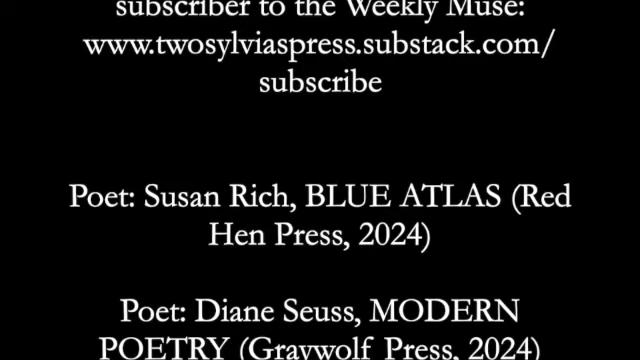 subscriber to the Weekly Muse:
www.twosylviaspress.substack.com/
subscribe
Poet: Susan Rich, BLUE ATLAS (Red
Hen Press, 2024)
Poet: Diane Seuss, MODERN
POETRY (Graywolf Press, 2024)